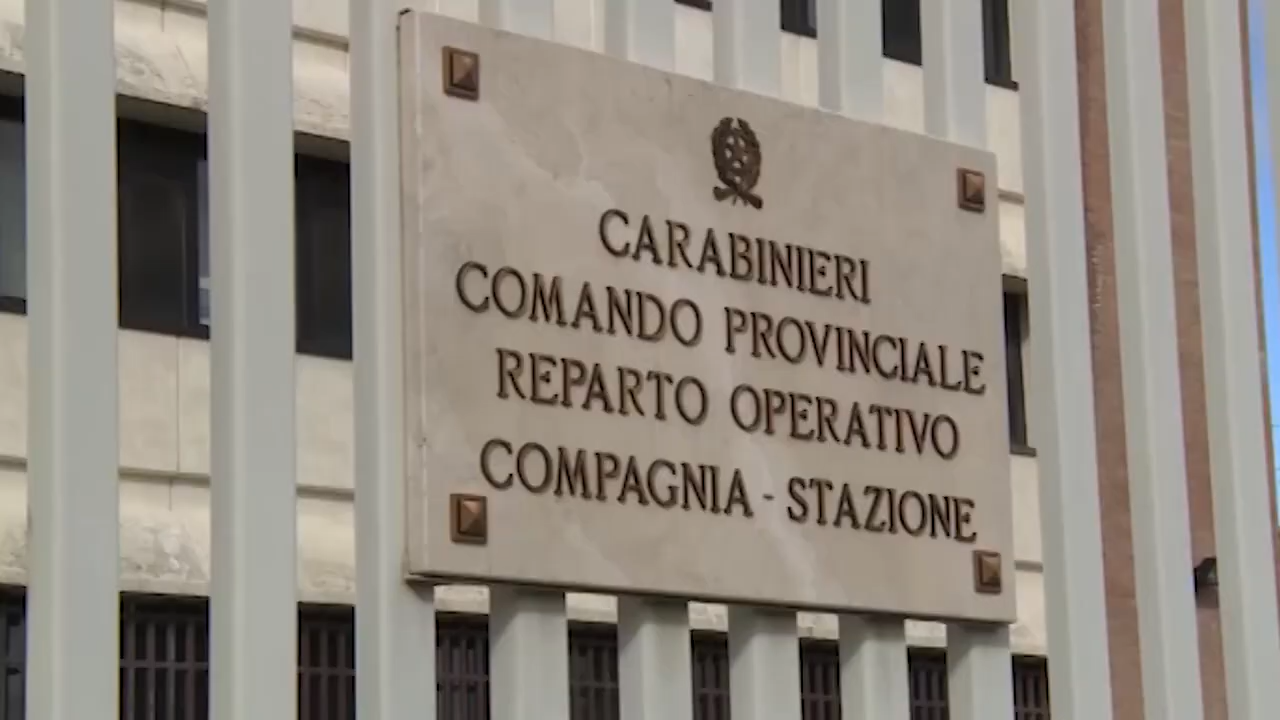 CARABINIERI
COMANDO PROVINCIALE
REPARTO OPERATIVO
COMPAGNIA - STAZIONE